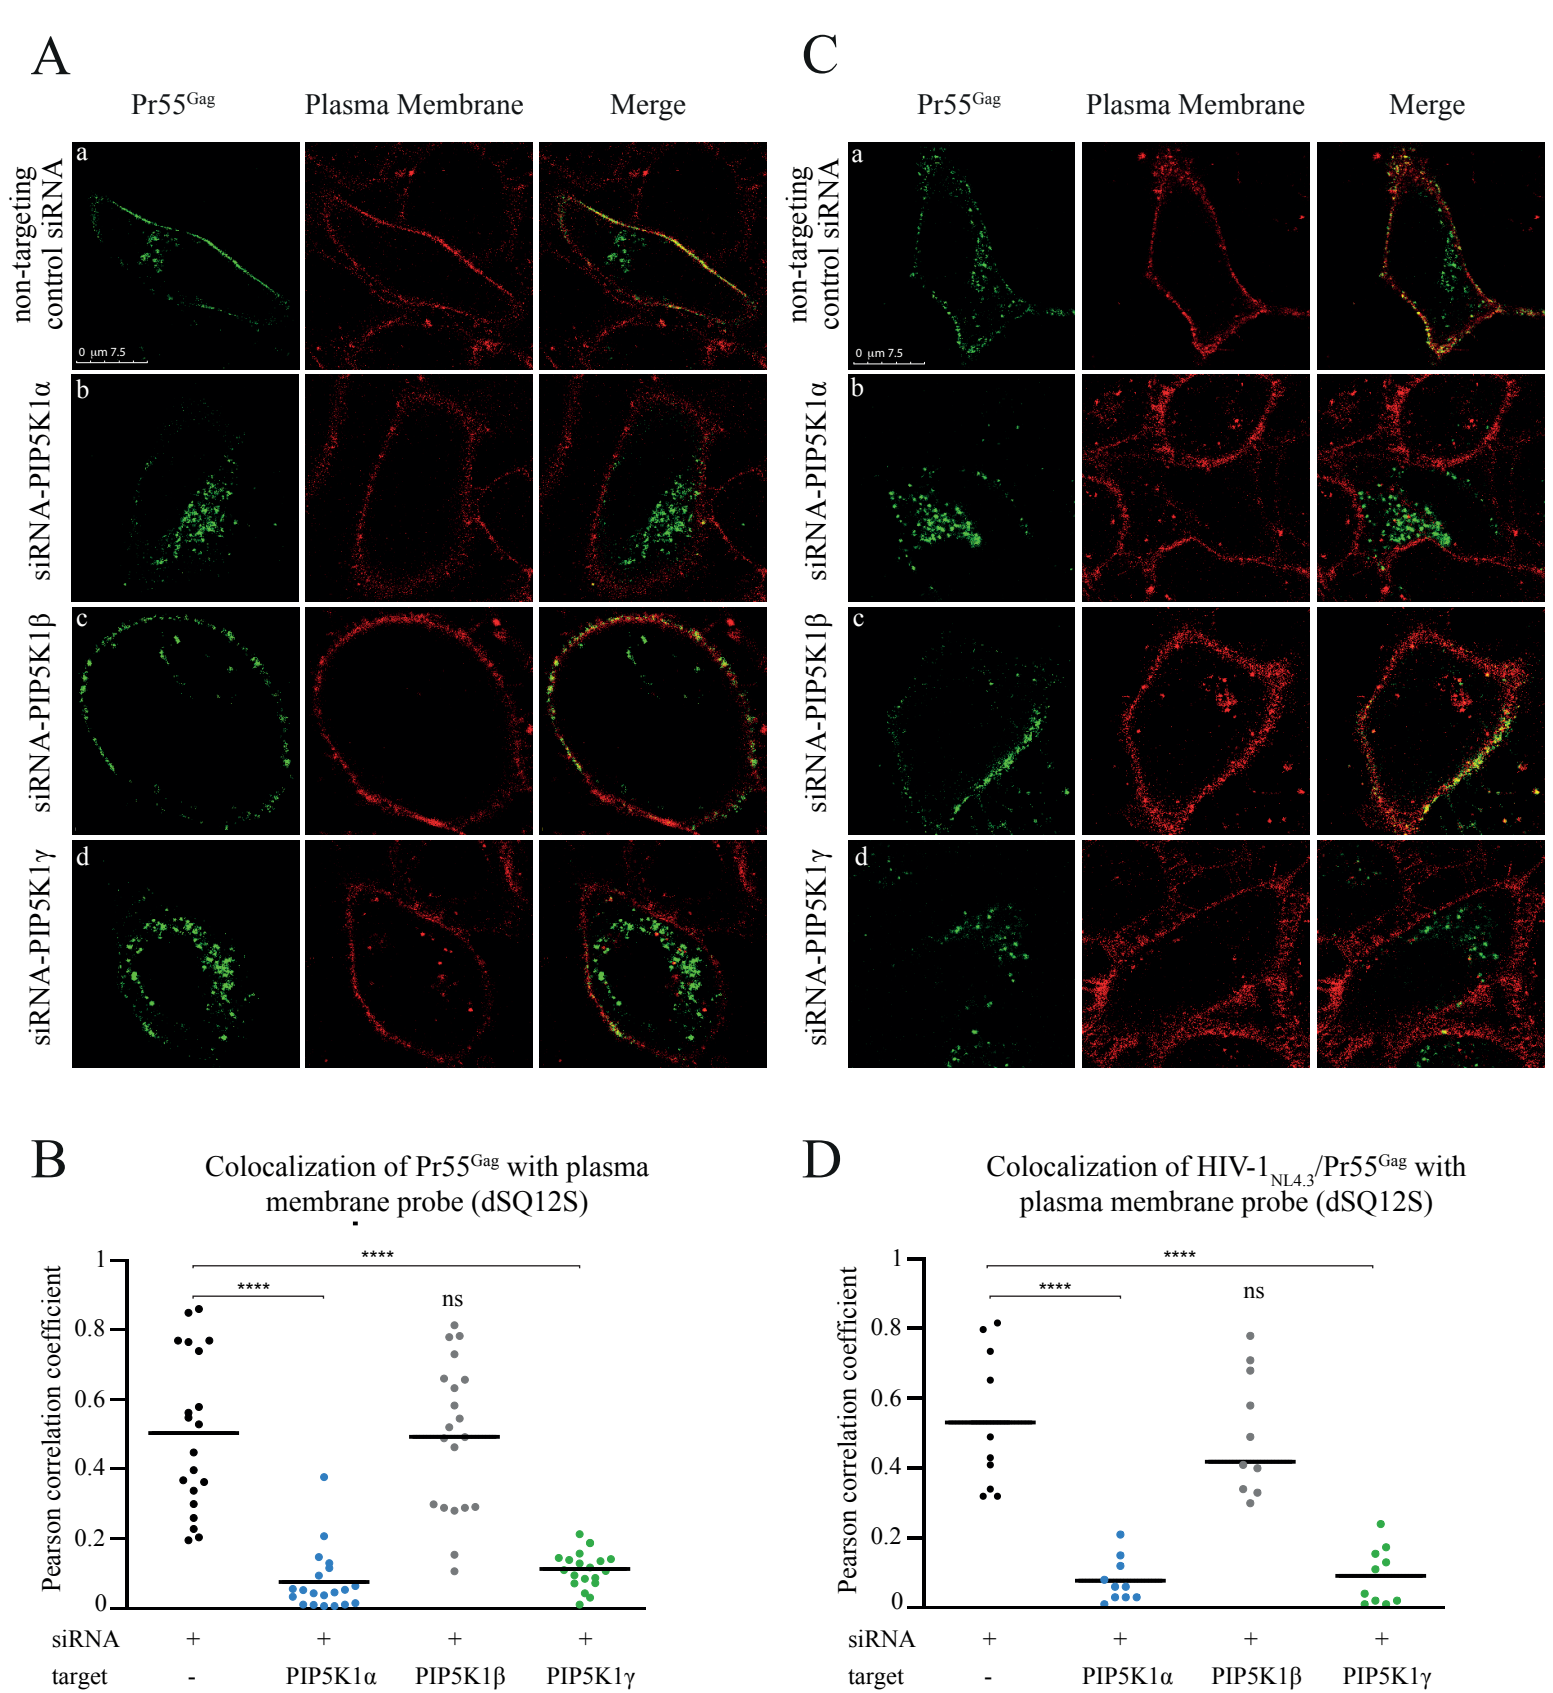 A
Pr55Gag
Plasma Membrane
Merge
non-targeting
control siRNA
a
0 μm 7.5
siRNA-PIP5K1α
b
siRNA-PIP5K1β
c
siRNA-PIP5K1γ
d
C
Pr55Gag
Plasma Membrane
Merge
non-targeting
control siRNA
a
0 μm 7.5
siRNA-PIP5K1α
b
siRNA-PIP5K1β
c
siRNA-PIP5K1γ
d
B
Colocalization of Pr55Gag with plasma
membrane probe (dSQ12S)
Pearson correlation coefficient
1
0.8
0.6
0.4
0.2
0
****
****
ns
siRNA + + + +
target - PIP5K1α PIP5K1β PIP5K1γ
D
Colocalization of HIV-1NL4.3/Pr55Gag with
plasma membrane probe (dSQ12S)
Pearson correlation coefficient
1
0.8
0.6
0.4
0.2
0
****
****
ns
siRNA + + + +
target - PIP5K1α PIP5K1β PIP5K1γ